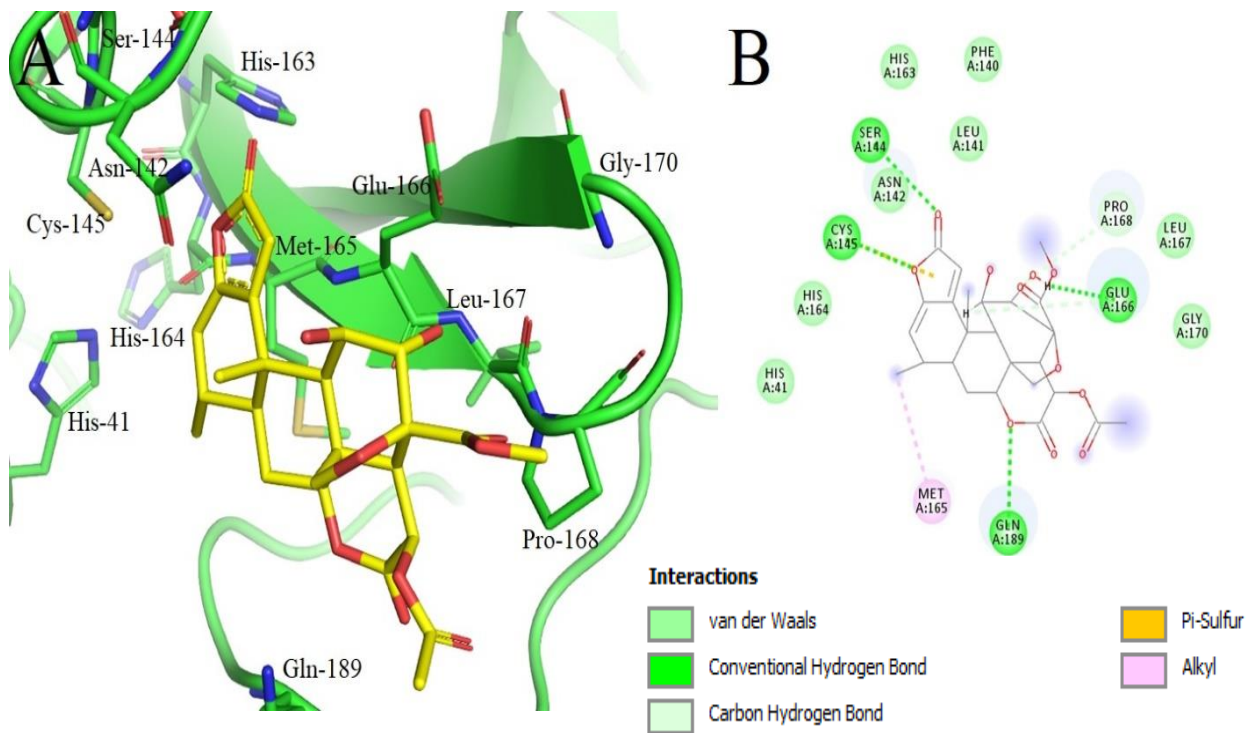 A
Ser-144
His-163
Asn-142
Glu-166
Gly-170
Cys-145
Met-165
Leu-167
His-164
His-41
Pro-168
Gln-189
B
HIS
A:163
PHE
A:140
SER
A:144
LEU
A:141
ASN
A:142
PRO
A:168
CYS
A:145
LEU
A:167
HIS
A:164
H
H
GLU
A:166
GLY
A:170
HIS
A:41
MET
A:165
GLN
A:189
Interactions
van der Waals
Conventional Hydrogen Bond
Carbon Hydrogen Bond
Pi-Sulfur
Alkyl